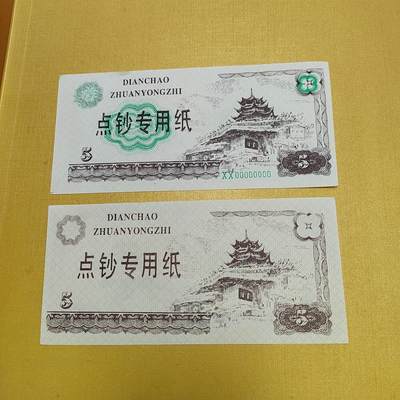 DIANCHAO
ZHUANYONGZHI
点钞专用纸
5
5
XX00000000
DIANCHAO
ZHUANYONGZHI
点钞专用纸
5
5